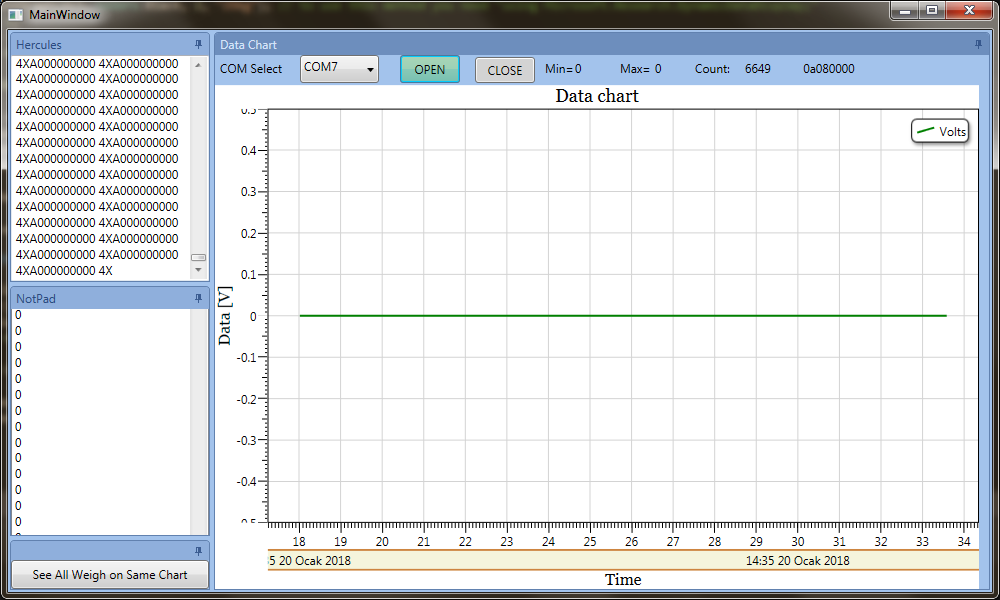 MainWindow
Hercules
4XA000000000 4XA000000000
4XA000000000 4XA000000000
4XA000000000 4XA000000000
4XA000000000 4XA000000000
4XA000000000 4XA000000000
4XA000000000 4XA000000000
4XA000000000 4XA000000000
4XA000000000 4XA000000000
4XA000000000 4XA000000000
4XA000000000 4XA000000000
4XA000000000 4XA000000000
4XA000000000 4XA000000000
4XA000000000 4XA000000000
4XA000000000 4X
NotPad
0
0
0
0
0
0
0
0
0
0
0
0
0
0
See All Weigh on Same Chart
Data Chart
COM Select COM7 OPEN CLOSE Min= 0 Max= 0 Count: 6649 0a080000
Data chart
Volts
0.5
0.4
0.3
0.2
0.1
0
-0.1
-0.2
-0.3
-0.4
-0.5
Data [V]
18 19 20 21 22 23 24 25 26 27 28 29 30 31 32 33 34
5 20 Ocak 2018 14:35 20 Ocak 2018
Time